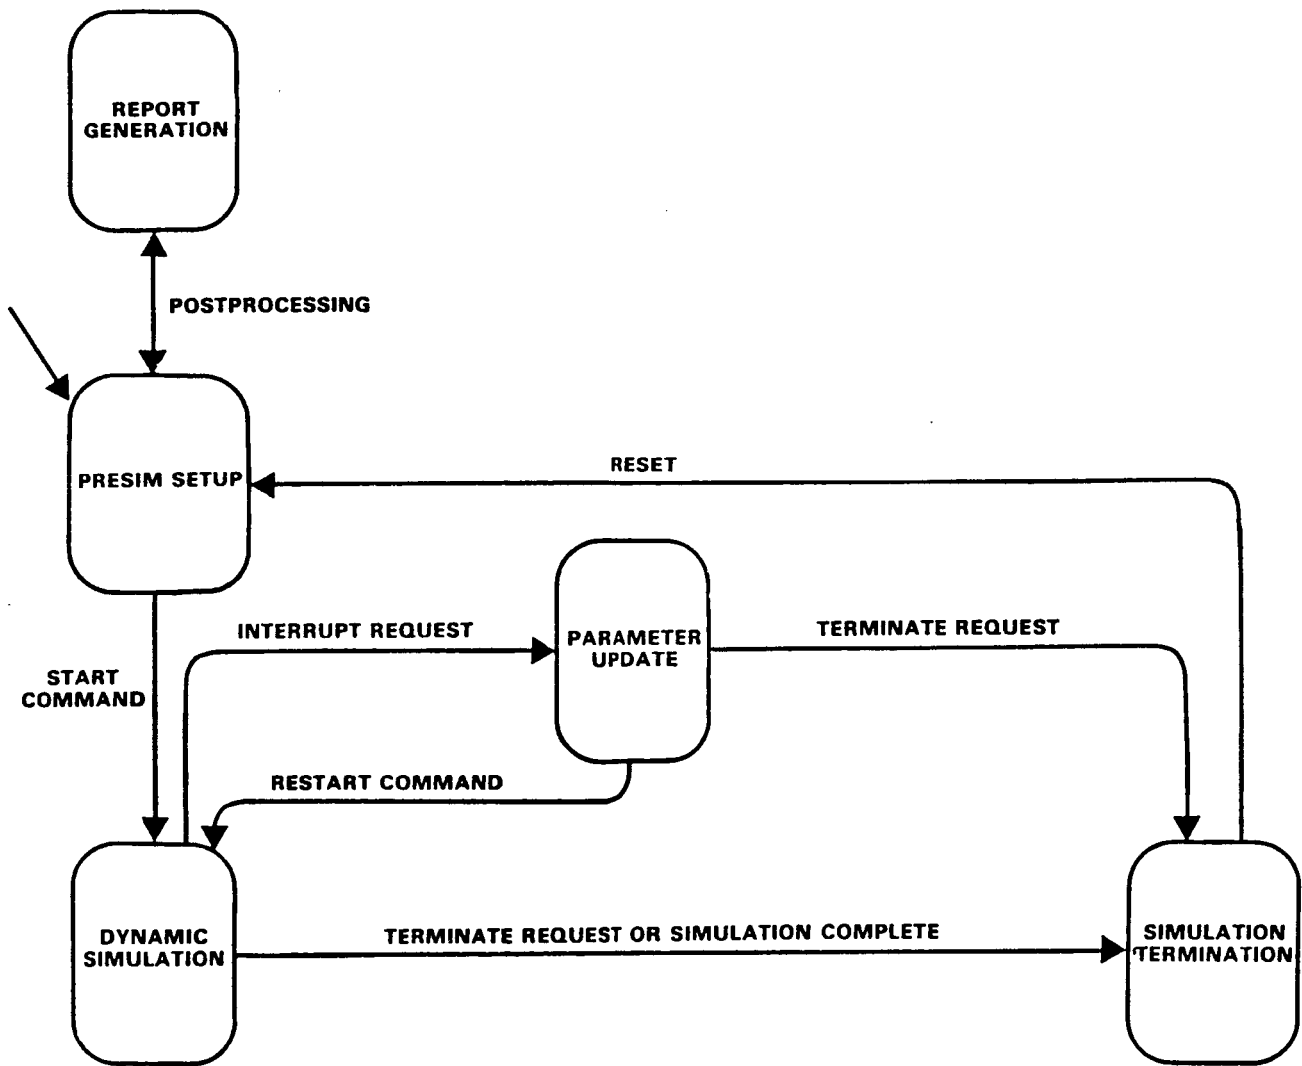 REPORT
GENERATION
POSTPROCESSING
PRESIM SETUP
RESET
INTERRUPT REQUEST
PARAMETER
UPDATE
TERMINATE REQUEST
START
COMMAND
RESTART COMMAND
DYNAMIC
SIMULATION
TERMINATE REQUEST OR SIMULATION COMPLETE
SIMULATION
TERMINATION